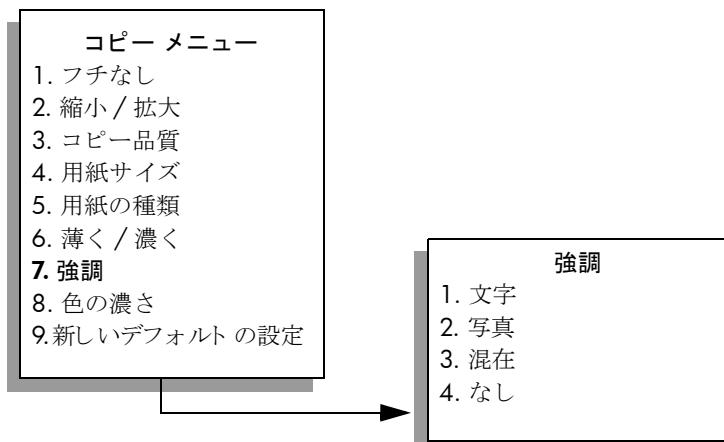 コピー メニュー
1. フチなし
2. 縮小 / 拡大
3. コピー品質
4. 用紙サイズ
5. 用紙の種類
6. 薄く / 濃く
7. 強調
8. 色の濃さ
9.新しいデフォルト の設定
強調
1. 文字
2. 写真
3. 混在
4. なし